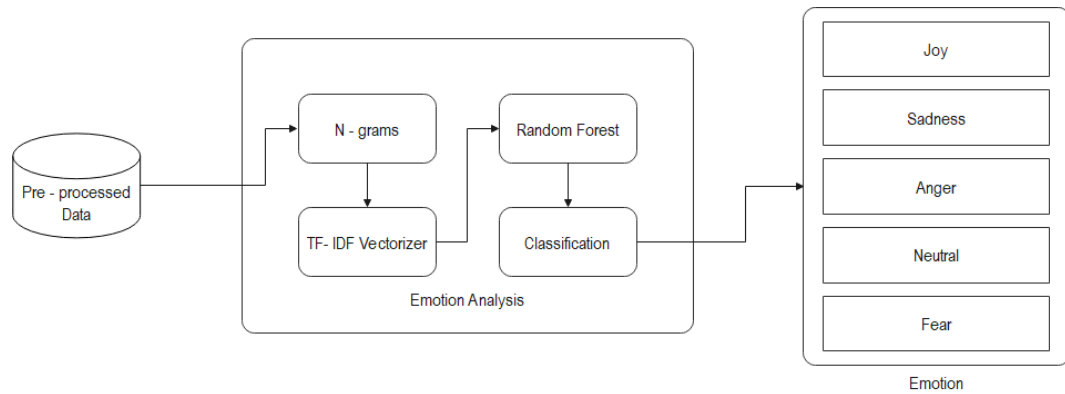 Pre - processed
Data
N - grams
TF- IDF Vectorizer
Random Forest
Classification
Emotion Analysis
Joy
Sadness
Anger
Neutral
Fear
Emotion